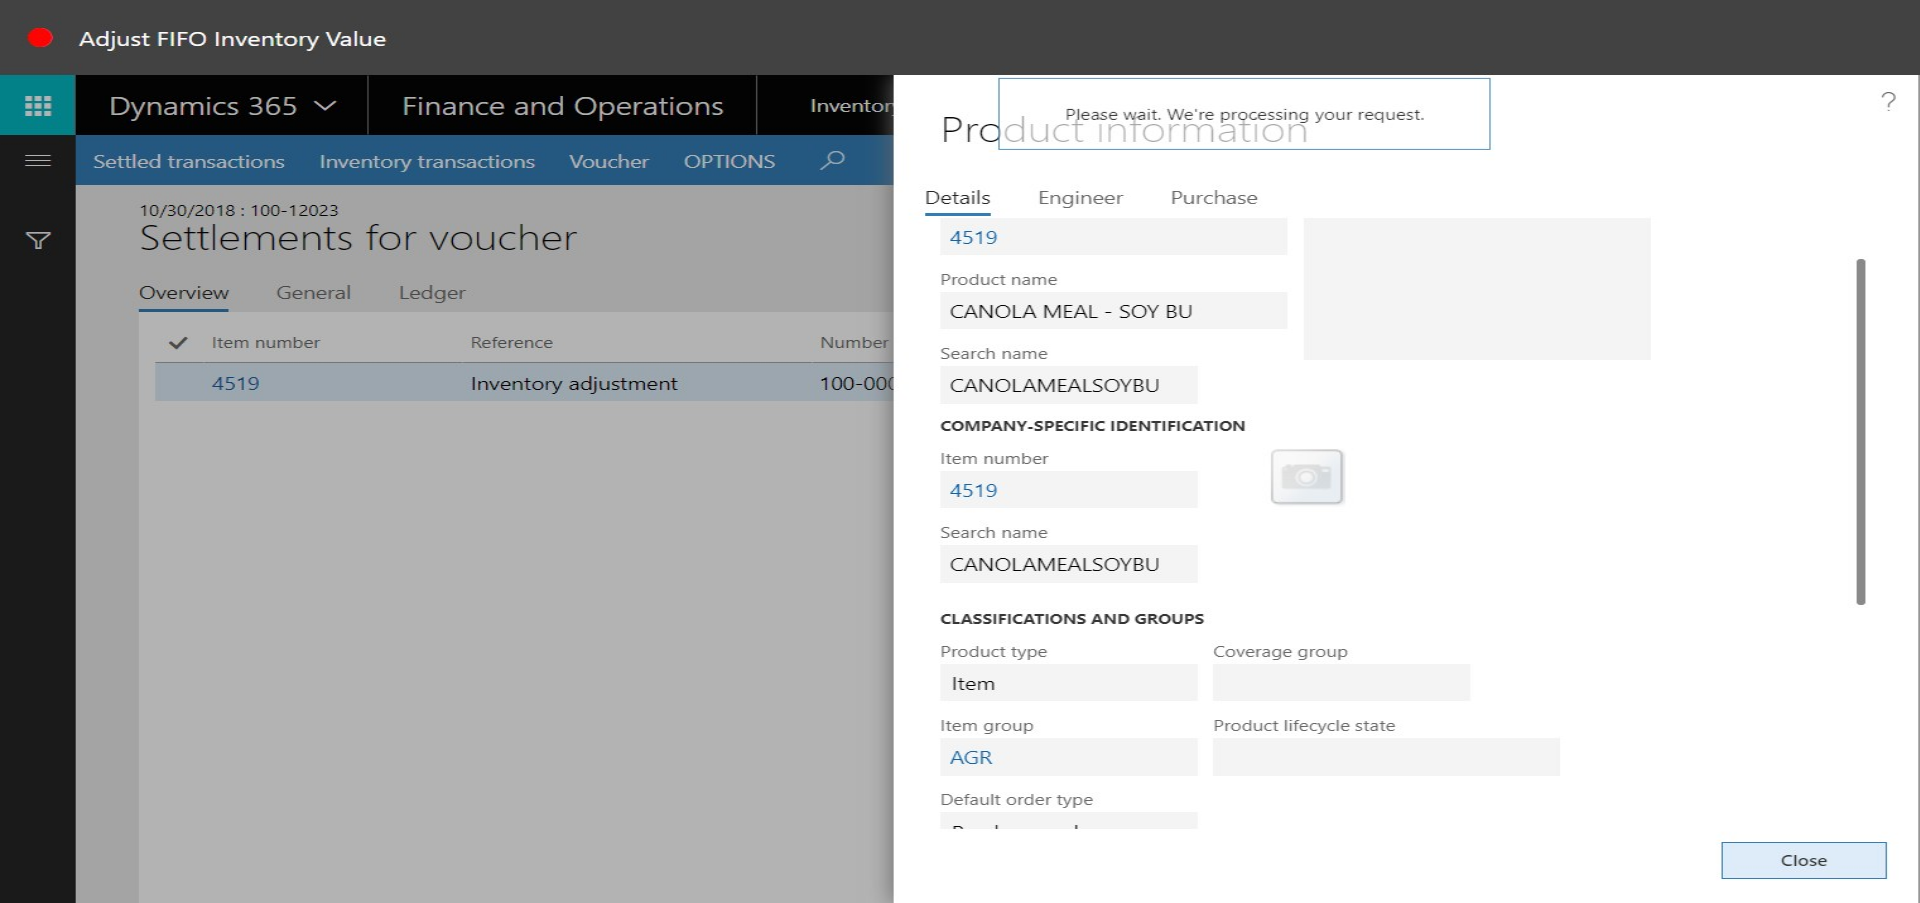 Adjust FIFO Inventory Value
Dynamics 365
Finance and Operations
Settled transactions
Inventory transactions
Voucher
OPTIONS
10/30/2018 : 100-12023
Settlements for voucher
Overview
General
Ledger
Item number
Reference
Number
4519
Inventory adjustment
100-000
Please wait. We're processing your request.
Product information
?
Details
Engineer
Purchase
4519
Product name
CANOLA MEAL - SOY BU
Search name
CANOLAMEALSOYBU
COMPANY-SPECIFIC IDENTIFICATION
Item number
4519
Search name
CANOLAMEALSOYBU
CLASSIFICATIONS AND GROUPS
Product type
Coverage group
Item
Item group
Product lifecycle state
AGR
Default order type
Close